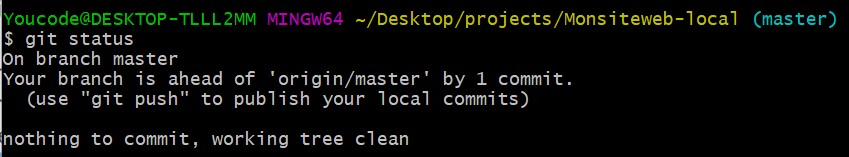 Youcode@DESKTOP-TLLL2MM MINGW64 ~/Desktop/projects/Monsiteweb-local (master)
$ git status
On branch master
Your branch is ahead of 'origin/master' by 1 commit.
  (use "git push" to publish your local commits)

nothing to commit, working tree clean